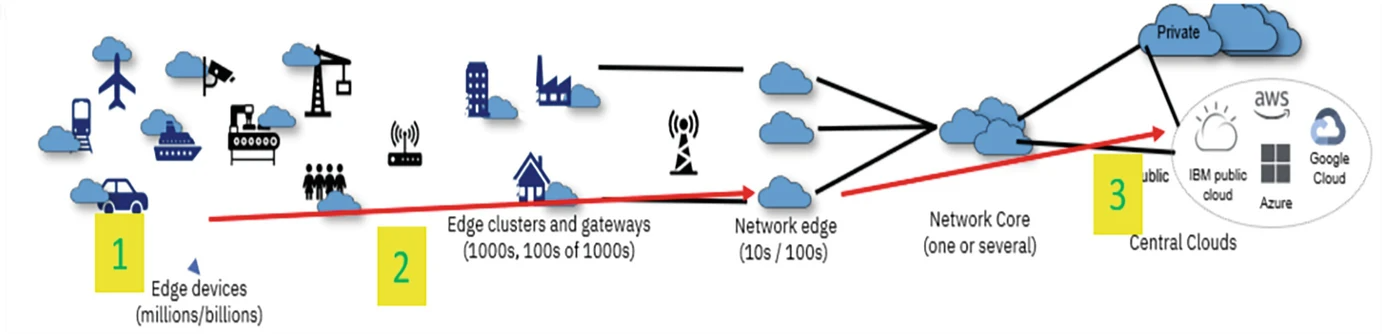 1
Edge devices
(millions/billions)
2
Edge clusters and gateways
(1000s, 100s of 1000s)
Network edge
(10s / 100s)
Network Core
(one or several)
3
Private
ublic
aws
IBM public
cloud
Azure
Google
Cloud
Central Clouds